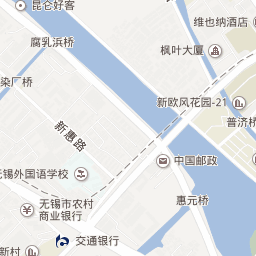 昆仑好客
维也纳酒店
腐乳浜桥
枫叶大厦
染厂桥
新欧风花园-21
普济桥
新惠路
中国邮政
无锡外国语学校
惠元桥
无锡市农村
商业银行
交通银行
新村